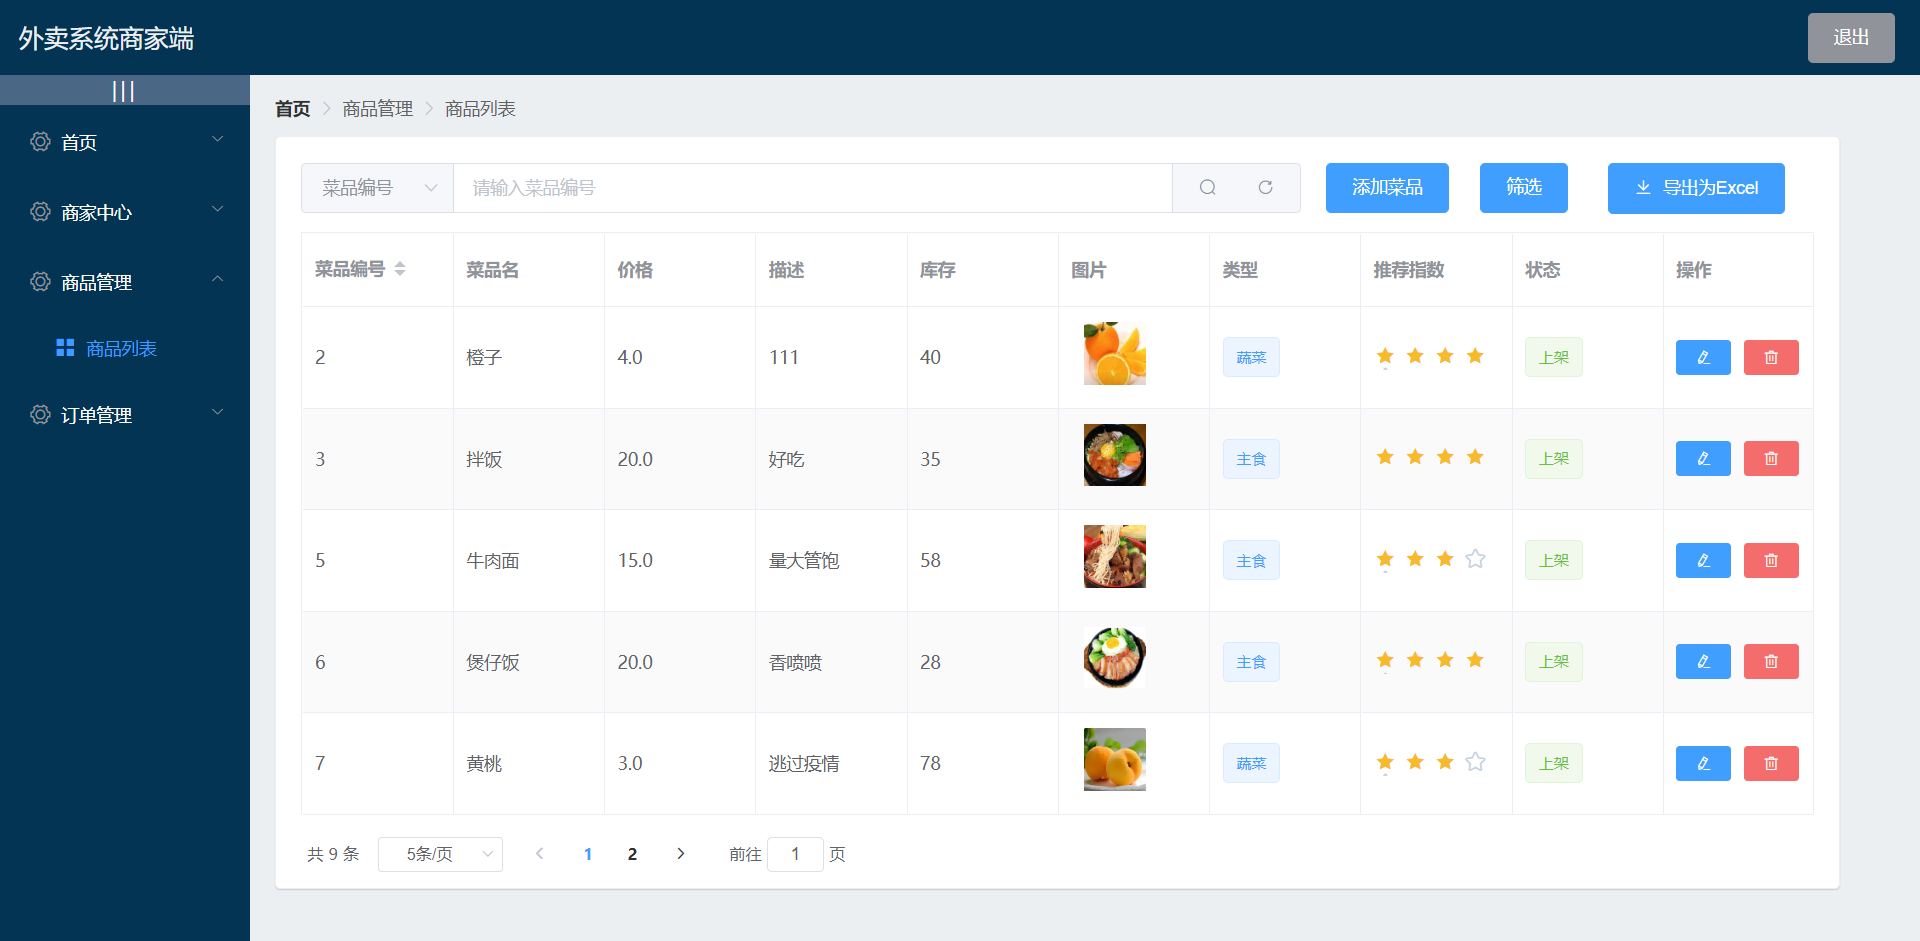 外卖系统商家端
退出
|||
首页
商家中心
商品管理
商品列表
订单管理
首页 商品管理 商品列表
菜品编号 请输入菜品编号 添加菜品 筛选 导出为Excel
菜品编号 菜品名 价格 描述 库存 图片 类型 推荐指数 状态 操作
2 橙子 4.0 111 40 蔬菜 上架
3 拌饭 20.0 好吃 35 主食 上架
5 牛肉面 15.0 量大管饱 58 主食 上架
6 煲仔饭 20.0 香喷喷 28 主食 上架
7 黄桃 3.0 逃过疫情 78 蔬菜 上架
共 9 条 5条/页 1 2 前往 1 页